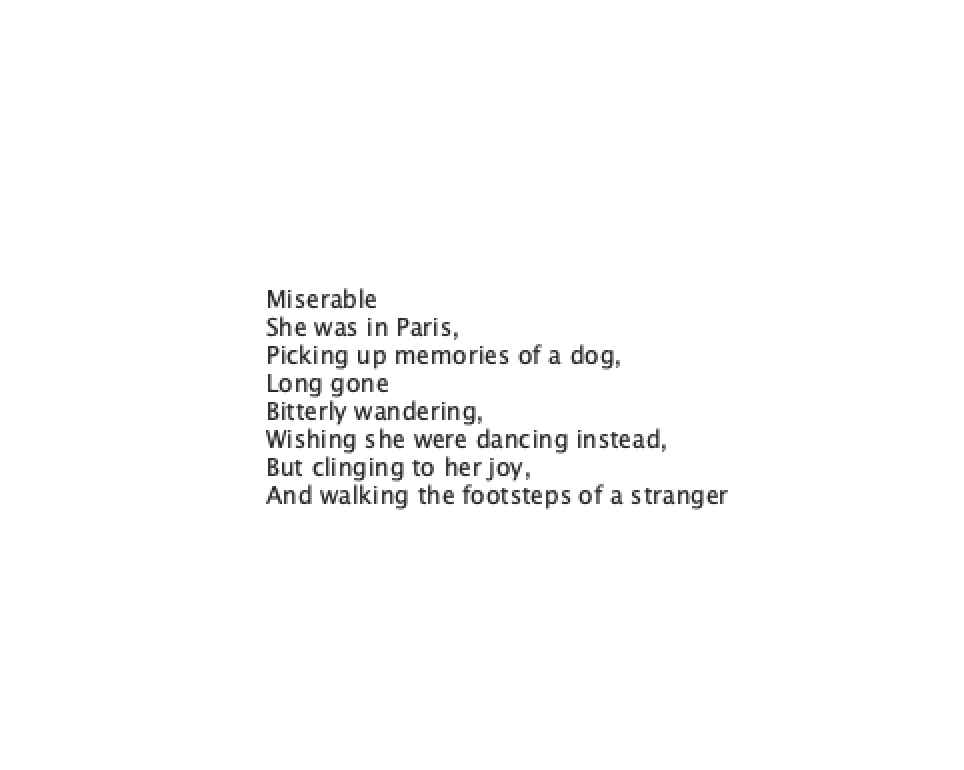 Miserable
She was in Paris,
Picking up memories of a dog,
Long gone
Bitterly wandering,
Wishing she were dancing instead,
But clinging to her joy,
And walking the footsteps of a stranger